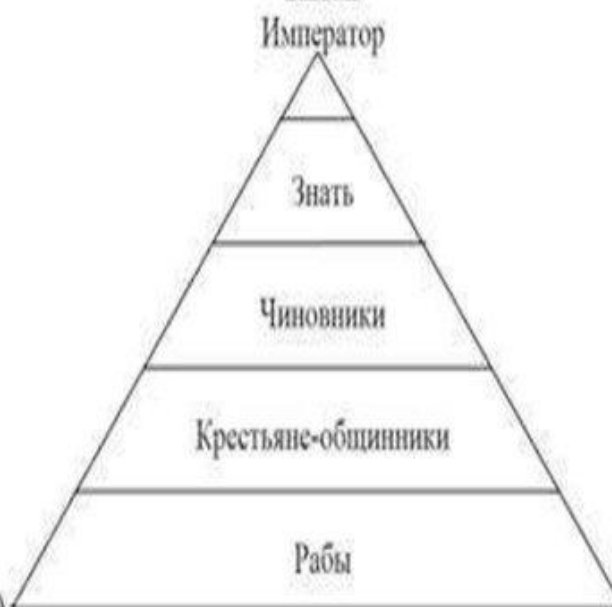 Император
Знать
Чиновники
Крестьяне-общинники
Рабы